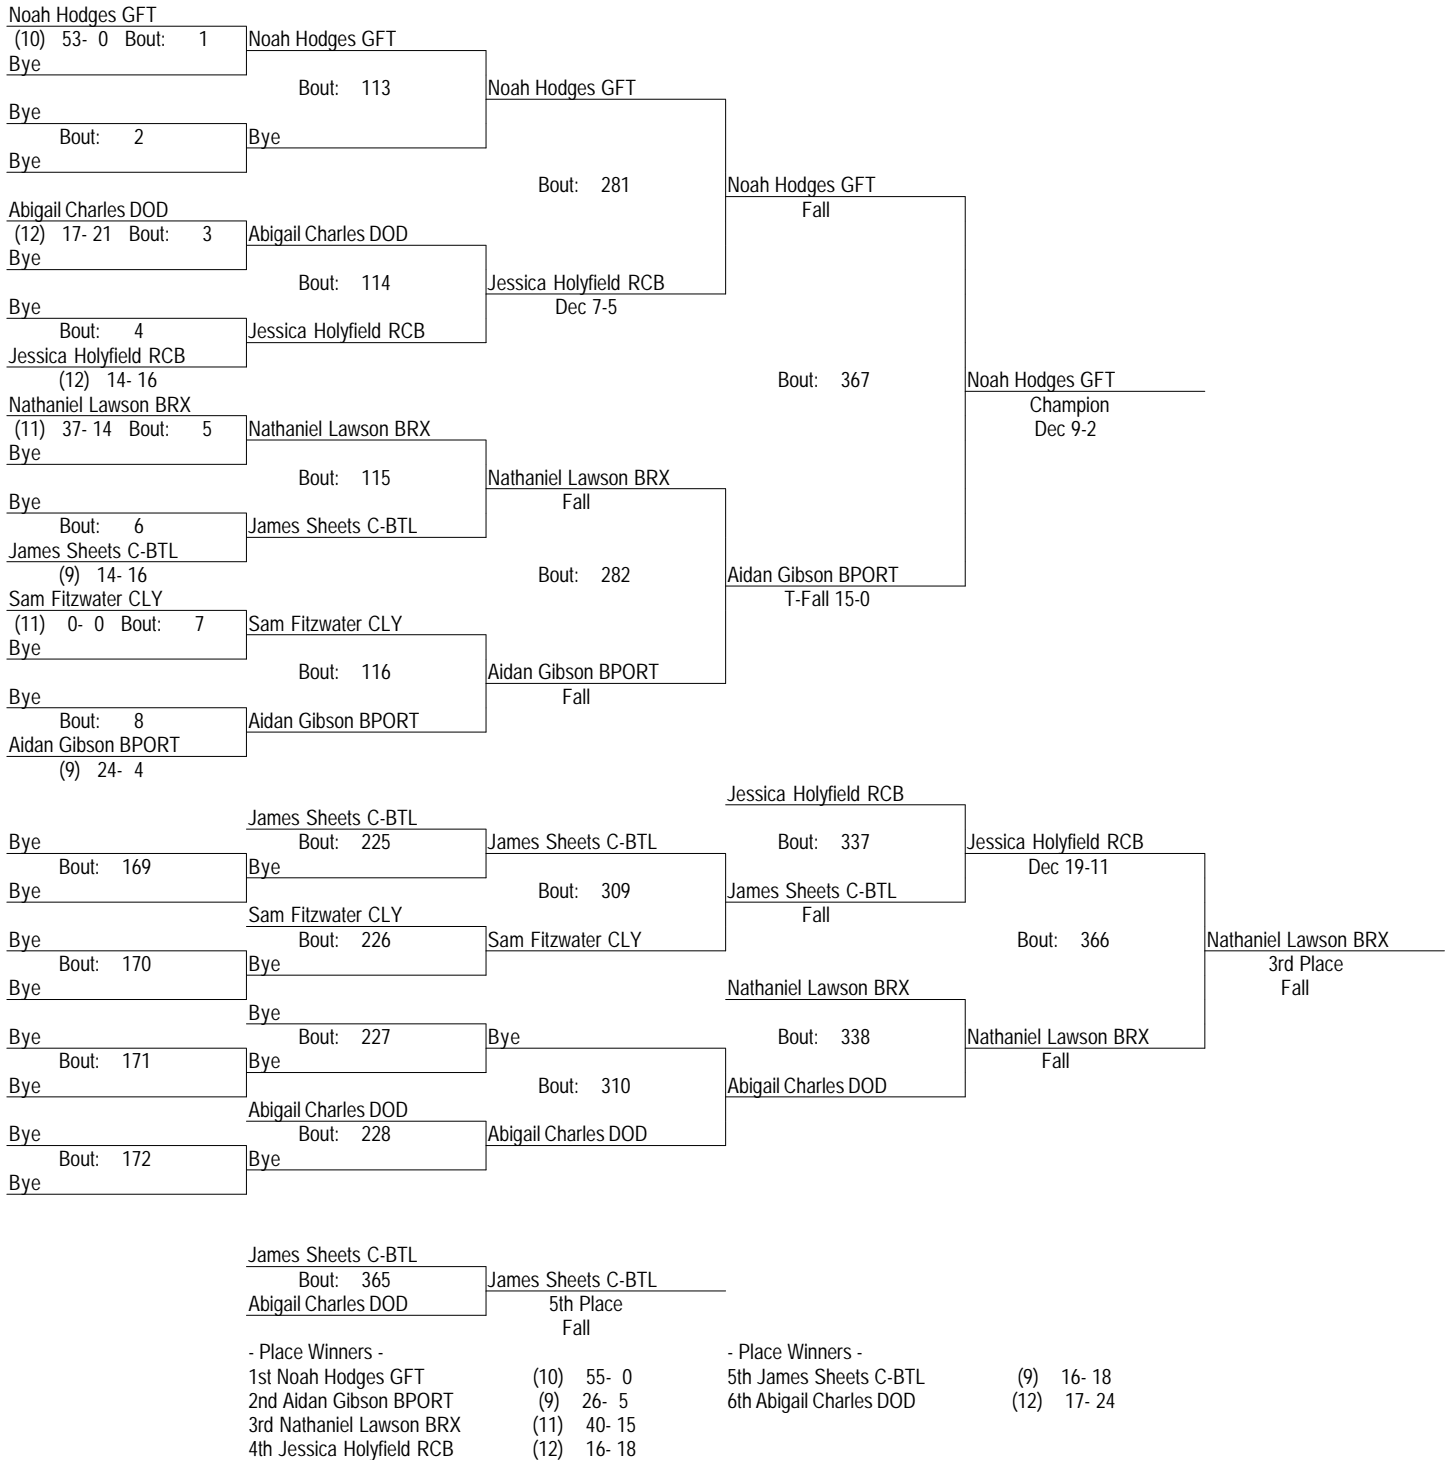 Noah Hodges GFT
(10) 53- 0 Bout: 1 Noah Hodges GFT
Bye
Bout: 113 Noah Hodges GFT
Bye
Bout: 2 Bye
Bye
Bout: 281 Noah Hodges GFT
Abigail Charles DOD Fall
(12) 17- 21 Bout: 3 Abigail Charles DOD
Bye
Bout: 114 Jessica Holyfield RCB
Bye Dec 7-5
Bout: 4 Jessica Holyfield RCB
Jessica Holyfield RCB
(12) 14- 16 Bout: 367 Noah Hodges GFT
Nathaniel Lawson BRX Champion
(11) 37- 14 Bout: 5 Nathaniel Lawson BRX Dec 9-2
Bye
Bout: 115 Nathaniel Lawson BRX
Bye Fall
Bout: 6 James Sheets C-BTL
James Sheets C-BTL
(9) 14- 16 Bout: 282 Aidan Gibson BPORT
Sam Fitzwater CLY T-Fall 15-0
(11) 0- 0 Bout: 7 Sam Fitzwater CLY
Bye
Bout: 116 Aidan Gibson BPORT
Bye Fall
Bout: 8 Aidan Gibson BPORT
Aidan Gibson BPORT
(9) 24- 4
Jessica Holyfield RCB
James Sheets C-BTL
Bye Bout: 225 James Sheets C-BTL Bout: 337 Jessica Holyfield RCB
Bout: 169 Bye Dec 19-11
Bye Bout: 309 James Sheets C-BTL
Sam Fitzwater CLY Fall
Bye Bout: 226 Sam Fitzwater CLY Bout: 366 Nathaniel Lawson BRX
Bout: 170 Bye 3rd Place
Bye Nathaniel Lawson BRX Fall
Bye
Bye Bout: 227 Bye Bout: 338 Nathaniel Lawson BRX
Bout: 171 Bye Fall
Bye Bout: 310 Abigail Charles DOD
Abigail Charles DOD
Bye Bout: 228 Abigail Charles DOD
Bout: 172 Bye
Bye
James Sheets C-BTL
Bout: 365 James Sheets C-BTL
Abigail Charles DOD 5th Place
Fall
- Place Winners - - Place Winners -
1st Noah Hodges GFT (10) 55- 0 5th James Sheets C-BTL (9) 16- 18
2nd Aidan Gibson BPORT (9) 26- 5 6th Abigail Charles DOD (12) 17- 24
3rd Nathaniel Lawson BRX (11) 40- 15
4th Jessica Holyfield RCB (12) 16- 18